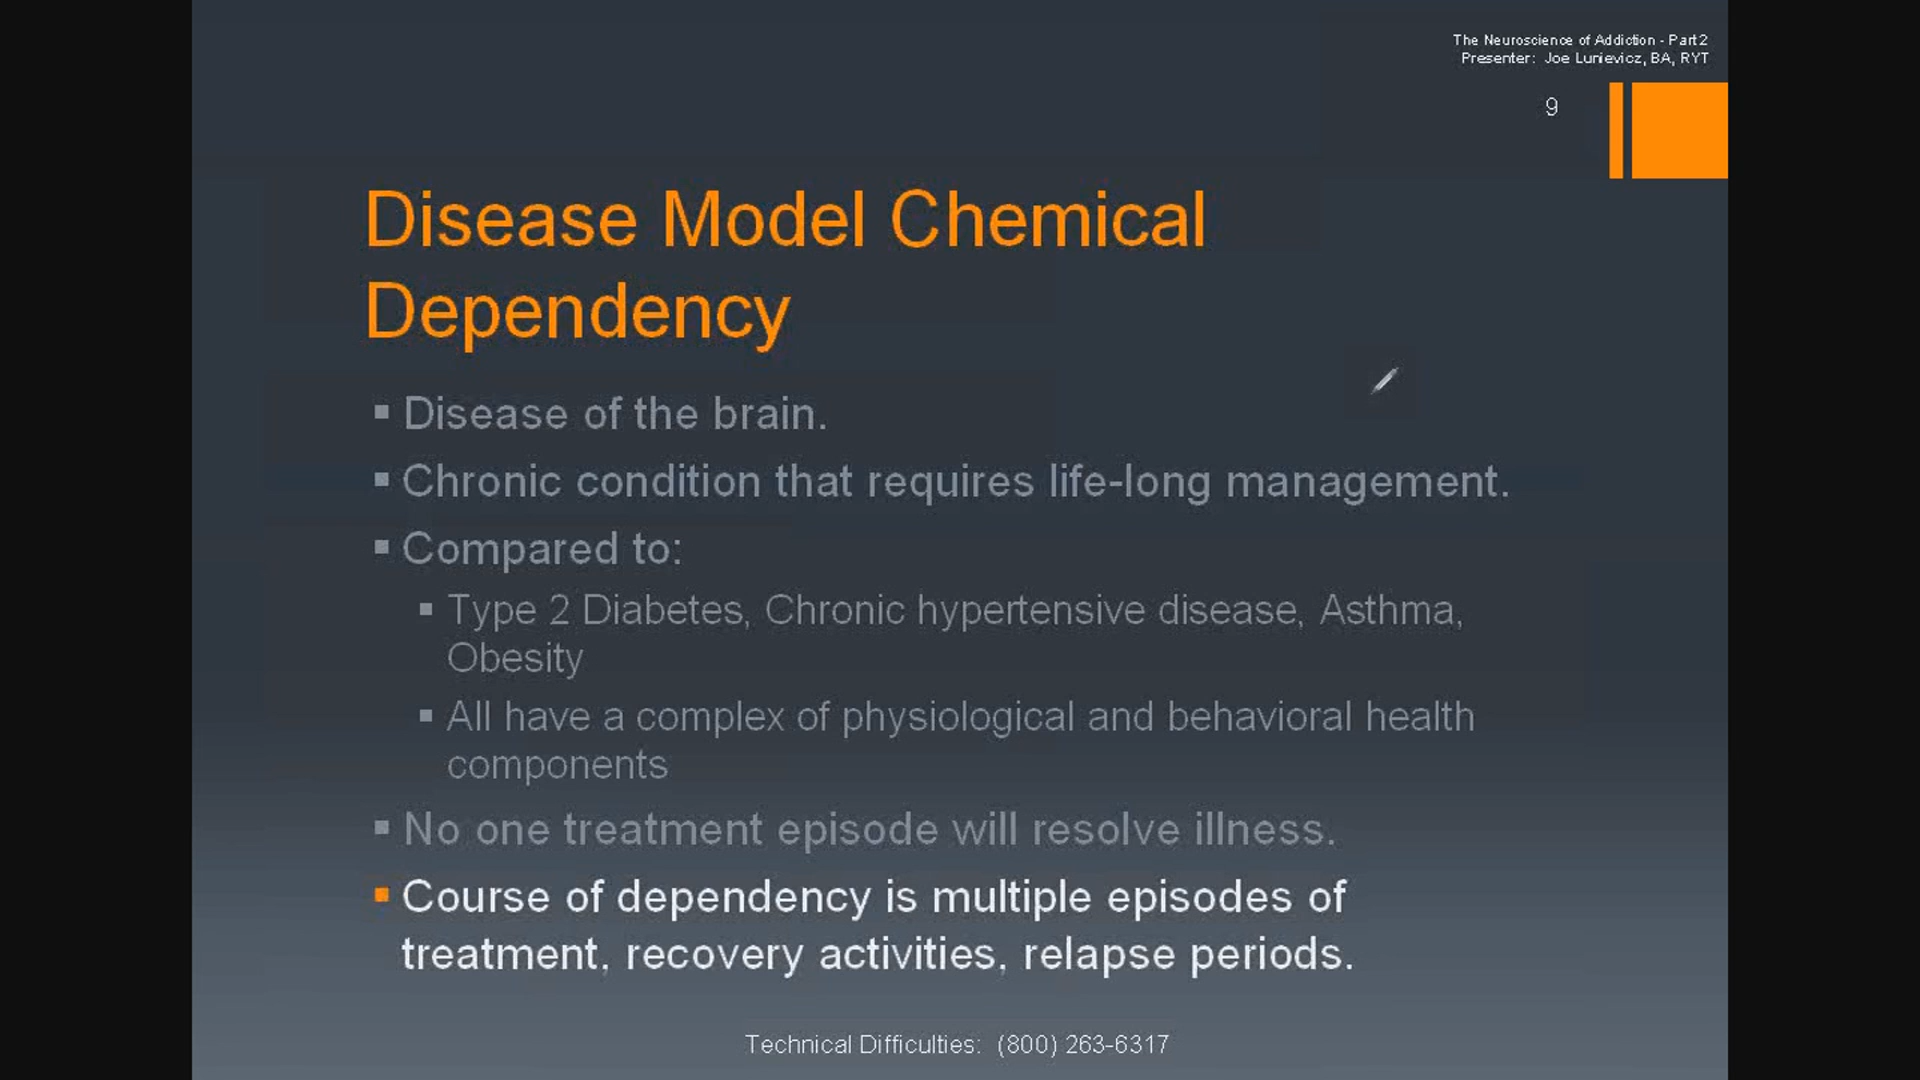 The Neuroscience of Addiction - Part 2
Presenter: Joe Lunievicz, BA, RYT
9
Disease Model Chemical
Dependency
▪ Disease of the brain.
▪ Chronic condition that requires life-long management.
▪ Compared to:
▪ Type 2 Diabetes, Chronic hypertensive disease, Asthma,
Obesity
▪ All have a complex of physiological and behavioral health
components
▪ No one treatment episode will resolve illness.
▪ Course of dependency is multiple episodes of
treatment, recovery activities, relapse periods.
Technical Difficulties: (800) 263-6317